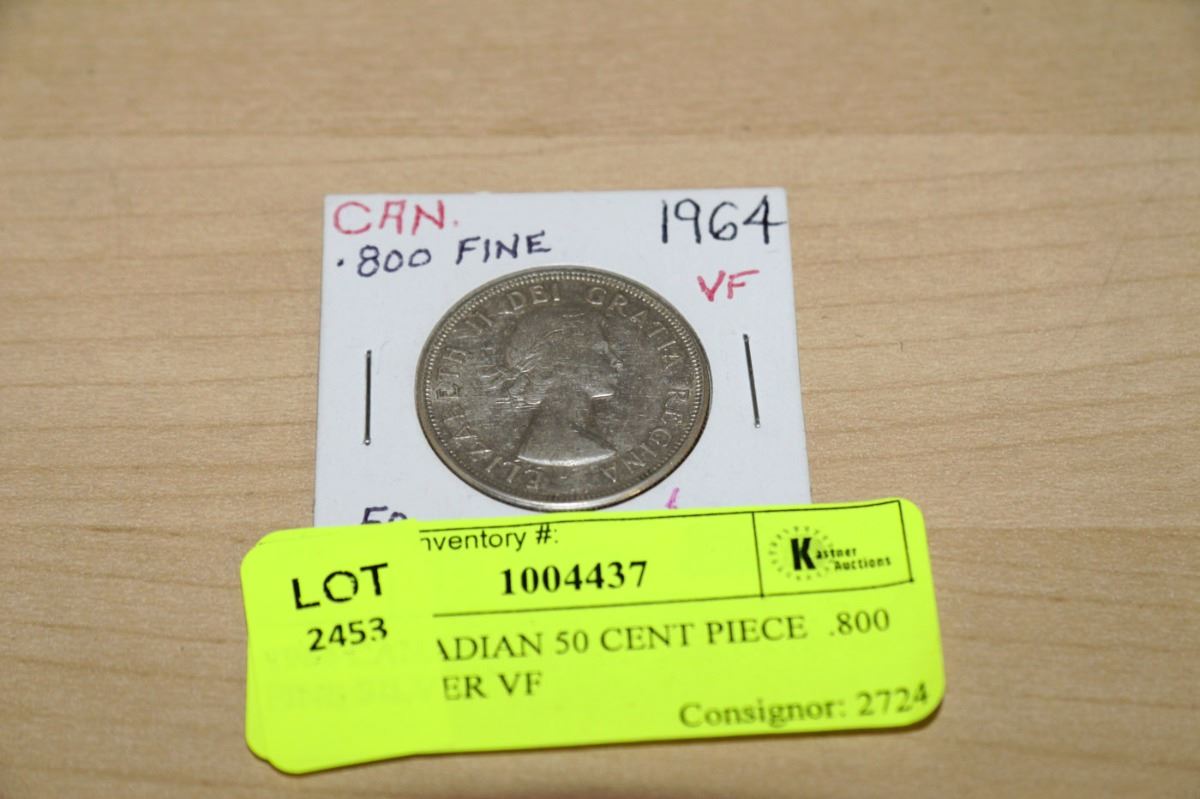 CAN. 1964
.800 FINE
VF
ELIZABETH II DEI GRATIA REGINA
50
LOT
2453
nventory #:
1004437
Kastner
Auctions
ADIAN 50 CENT PIECE .800
ER VF
Consignor: 2724